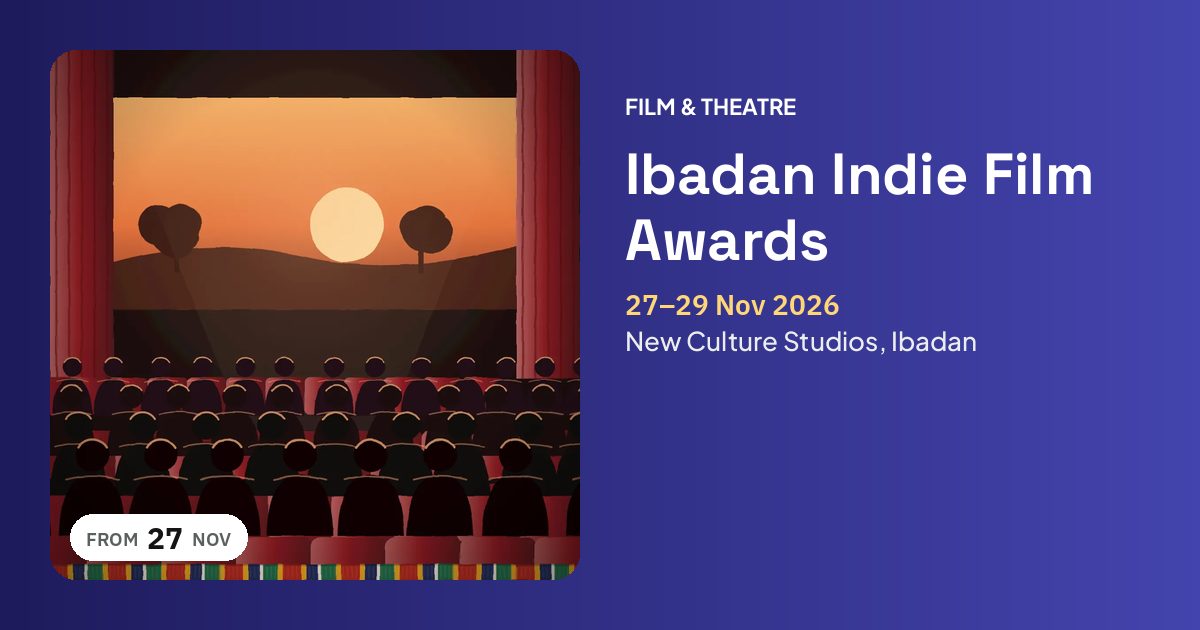 FILM & THEATRE
Ibadan Indie Film
Awards
27–29 Nov 2026
New Culture Studios, Ibadan
FROM 27 NOV